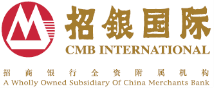 招银国际
CMB INTERNATIONAL
招商银行全资附属机构
A Wholly Owned Subsidiary Of China Merchants Bank